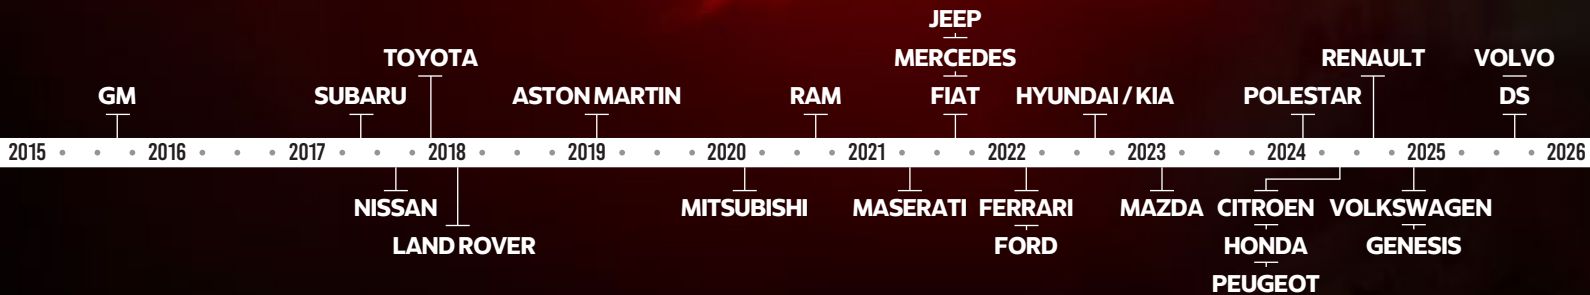 JEEP
TOYOTA MERCEDES RENAULT VOLVO
GM SUBARU ASTON MARTIN RAM FIAT HYUNDAI / KIA POLESTAR DS
2015 2016 2017 2018 2019 2020 2021 2022 2023 2024 2025 2026
NISSAN MITSUBISHI MASERATI FERRARI MAZDA CITROEN VOLKSWAGEN
LAND ROVER FORD HONDA GENESIS
PEUGEOT